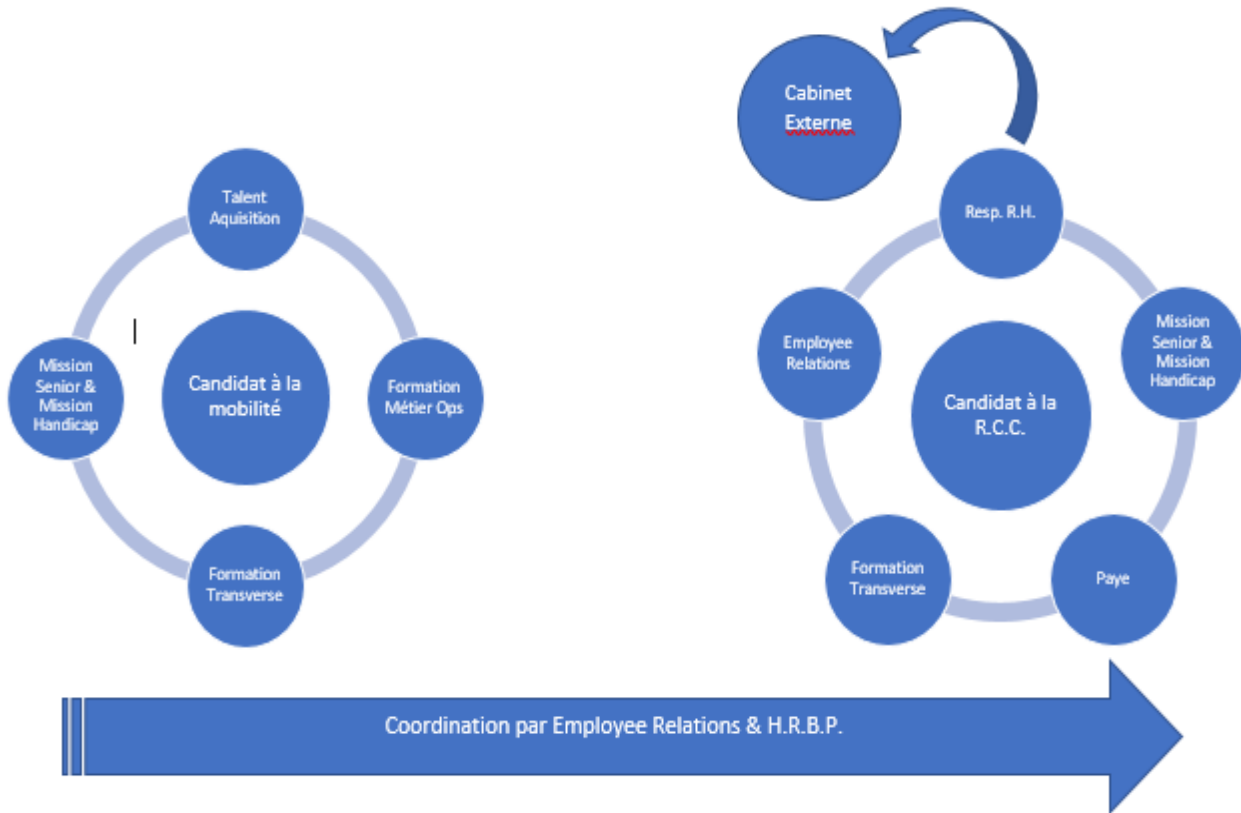 Cabinet
Externe
Talent
Aquisition
Resp. R.H.
Mission
Senior &
Mission
Handicap
Candidat à la
mobilité
Formation
Métier Ops
Employee
Relations
Mission
Senior &
Mission
Handicap
Candidat à la
R.C.C.
Formation
Transverse
Formation
Transverse
Paye
Coordination par Employee Relations & H.R.B.P.